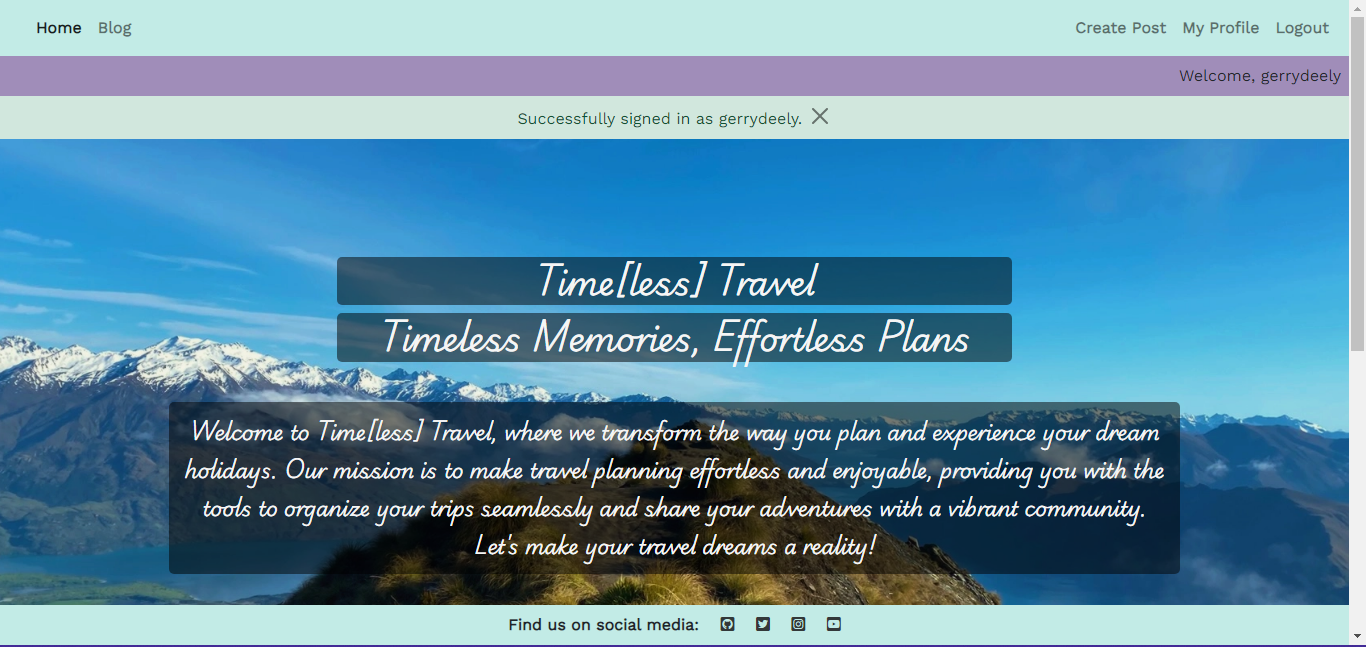 Home Blog Create Post My Profile Logout
Welcome, gerrydeely
Successfully signed in as gerrydeely.
Time[less] Travel
Timeless Memories, Effortless Plans
Welcome to Time[less] Travel, where we transform the way you plan and experience your dream
holidays. Our mission is to make travel planning effortless and enjoyable, providing you with the
tools to organize your trips seamlessly and share your adventures with a vibrant community.
Let's make your travel dreams a reality!
Find us on social media: